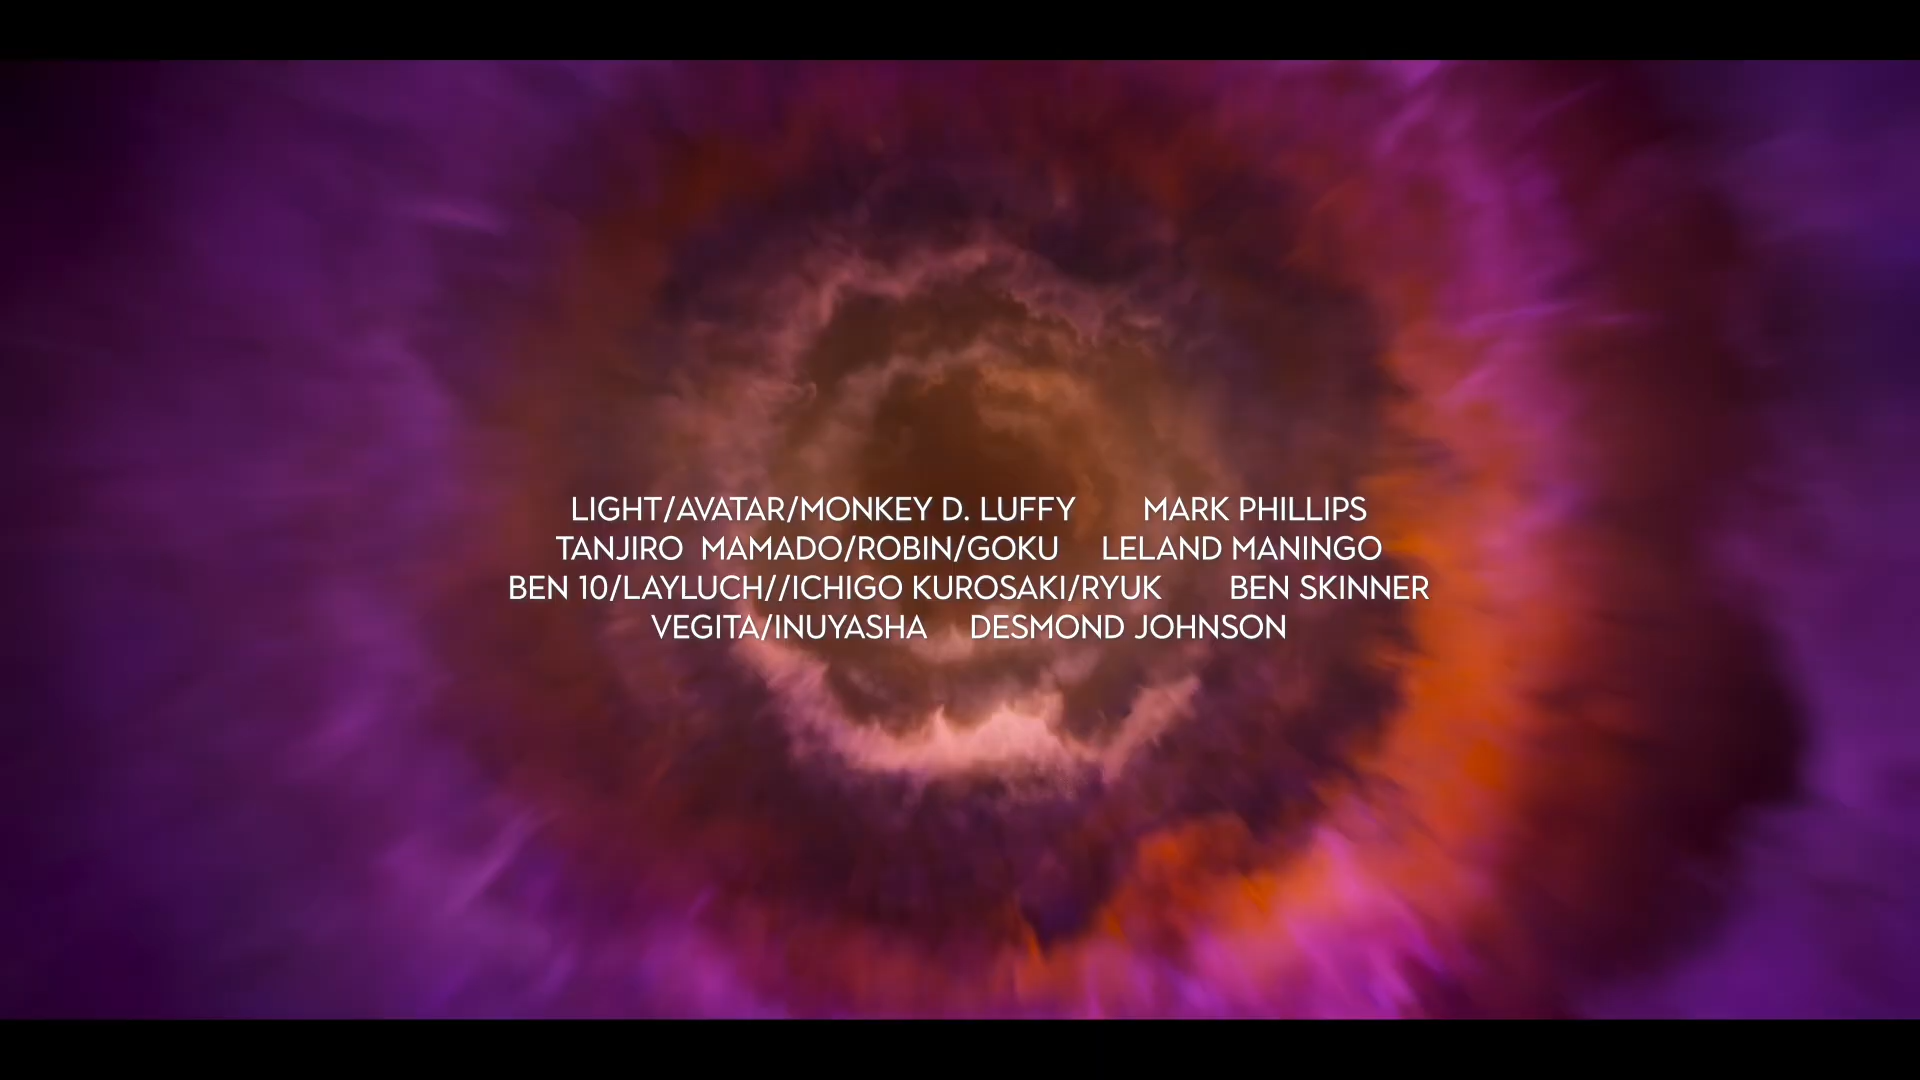 LIGHT/AVATAR/MONKEY D. LUFFY MARK PHILLIPS
TANJIRO MAMADO/ROBIN/GOKU LELAND MANINGO
BEN 10/LAYLUCH//ICHIGO KUROSAKI/RYUK BEN SKINNER
VEGITA/INUYASHA DESMOND JOHNSON